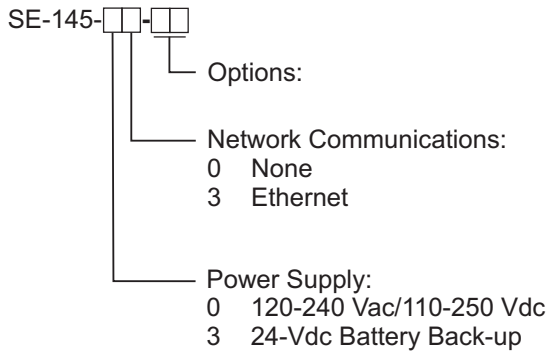 SE-145-□□-□□
Options:
Network Communications:
0 None
3 Ethernet
Power Supply:
0 120-240 Vac/110-250 Vdc
3 24-Vdc Battery Back-up